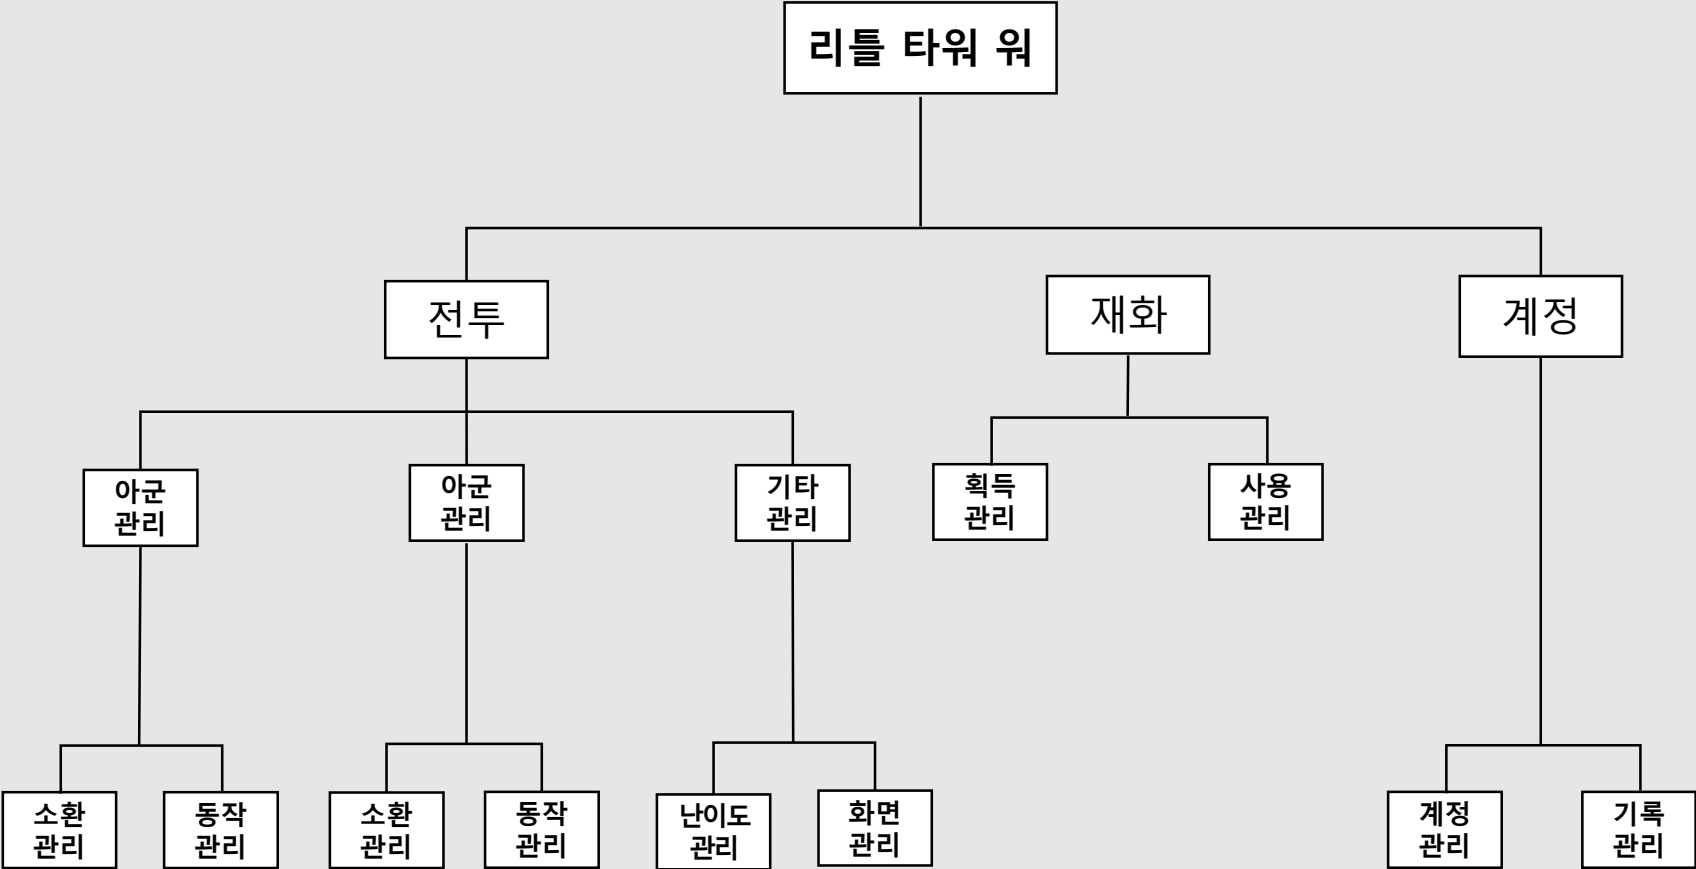 리틀 타워 워
전투
재화
계정
아군
관리
아군
관리
기타
관리
획득
관리
사용
관리
소환
관리
동작
관리
소환
관리
동작
관리
난이도
관리
화면
관리
계정
관리
기록
관리